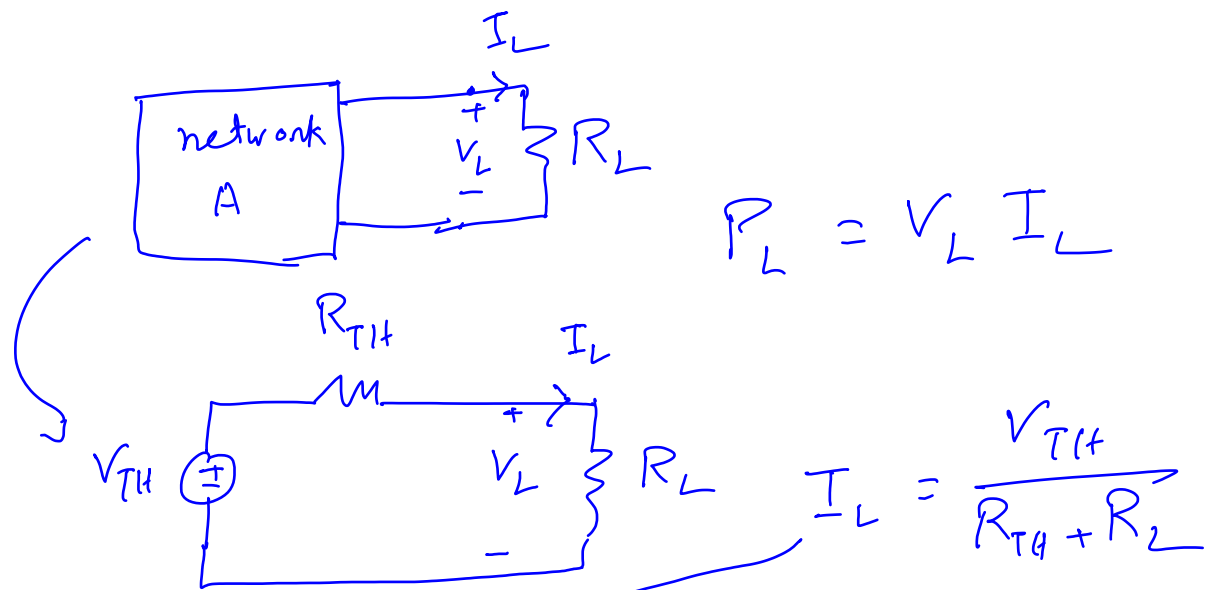 I_L
network
A
+
V_L
-
R_L
P_L = V_L I_L
R_TH
I_L
V_TH
±
+
V_L
-
R_L
I_L = V_TH / (R_TH + R_L)